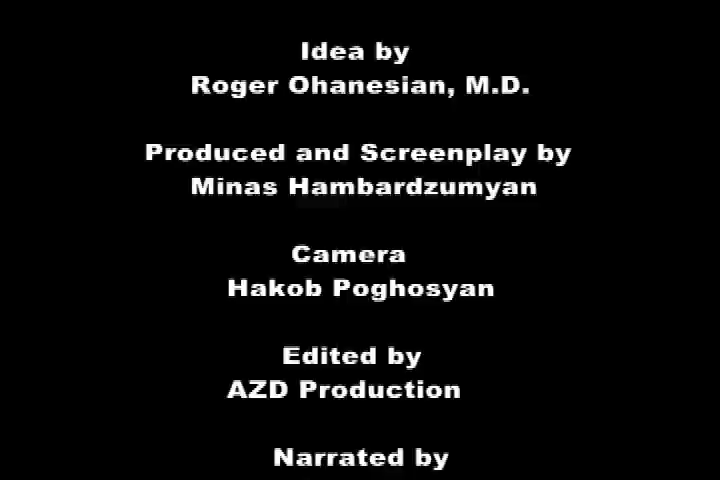 Idea by
Roger Ohanesian, M.D.
Produced and Screenplay by
Minas Hambardzumyan
Camera
Hakob Poghosyan
Edited by
AZD Production
Narrated by